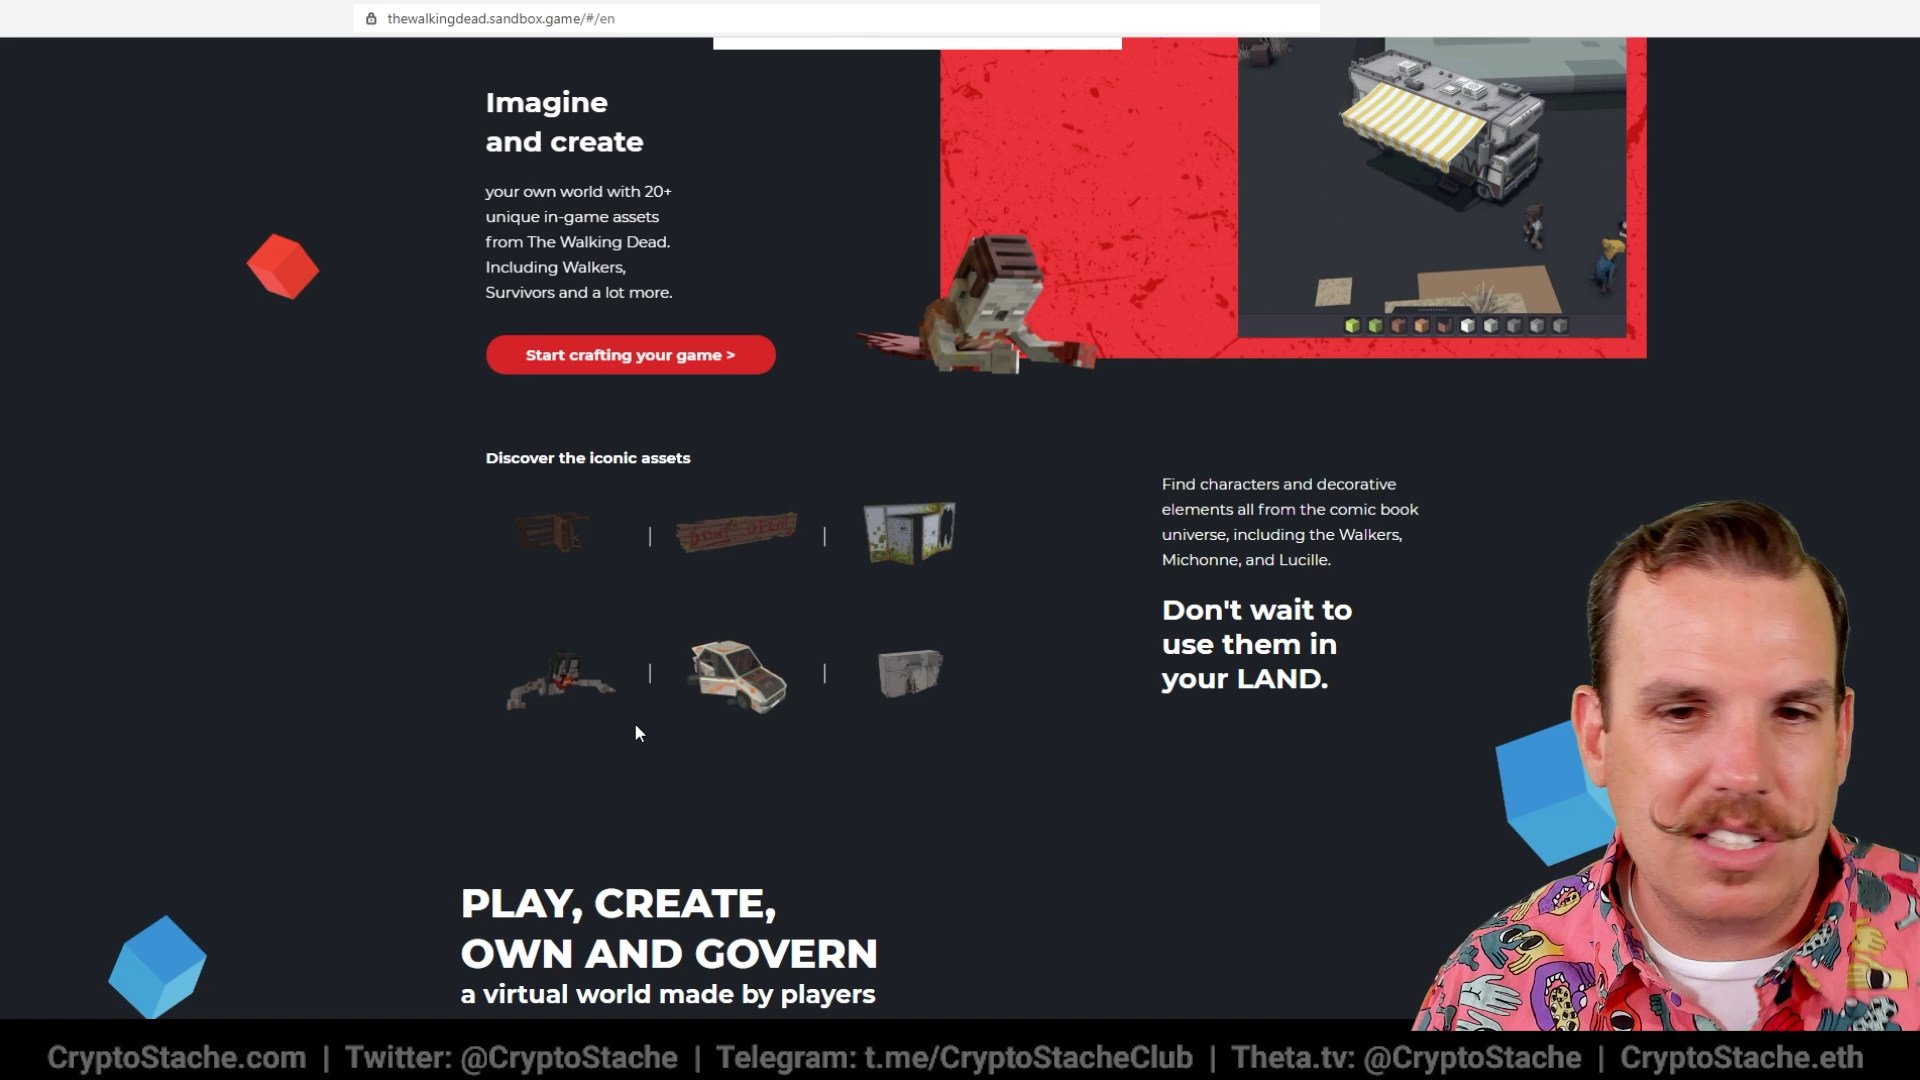 thewalkingdead.sandbox.game/#/en
Imagine
and create
your own world with 20+
unique in-game assets
from The Walking Dead.
Including Walkers,
Survivors and a lot more.
Start crafting your game >
Discover the iconic assets
DON'T OPEN
Find characters and decorative
elements all from the comic book
universe, including the Walkers,
Michonne, and Lucille.
Don't wait to
use them in
your LAND.
PLAY, CREATE,
OWN AND GOVERN
a virtual world made by players
CryptoStache.com | Twitter: @CryptoStache | Telegram: t.me/CryptoStacheClub | Theta.tv: @CryptoStache | CryptoStache.eth